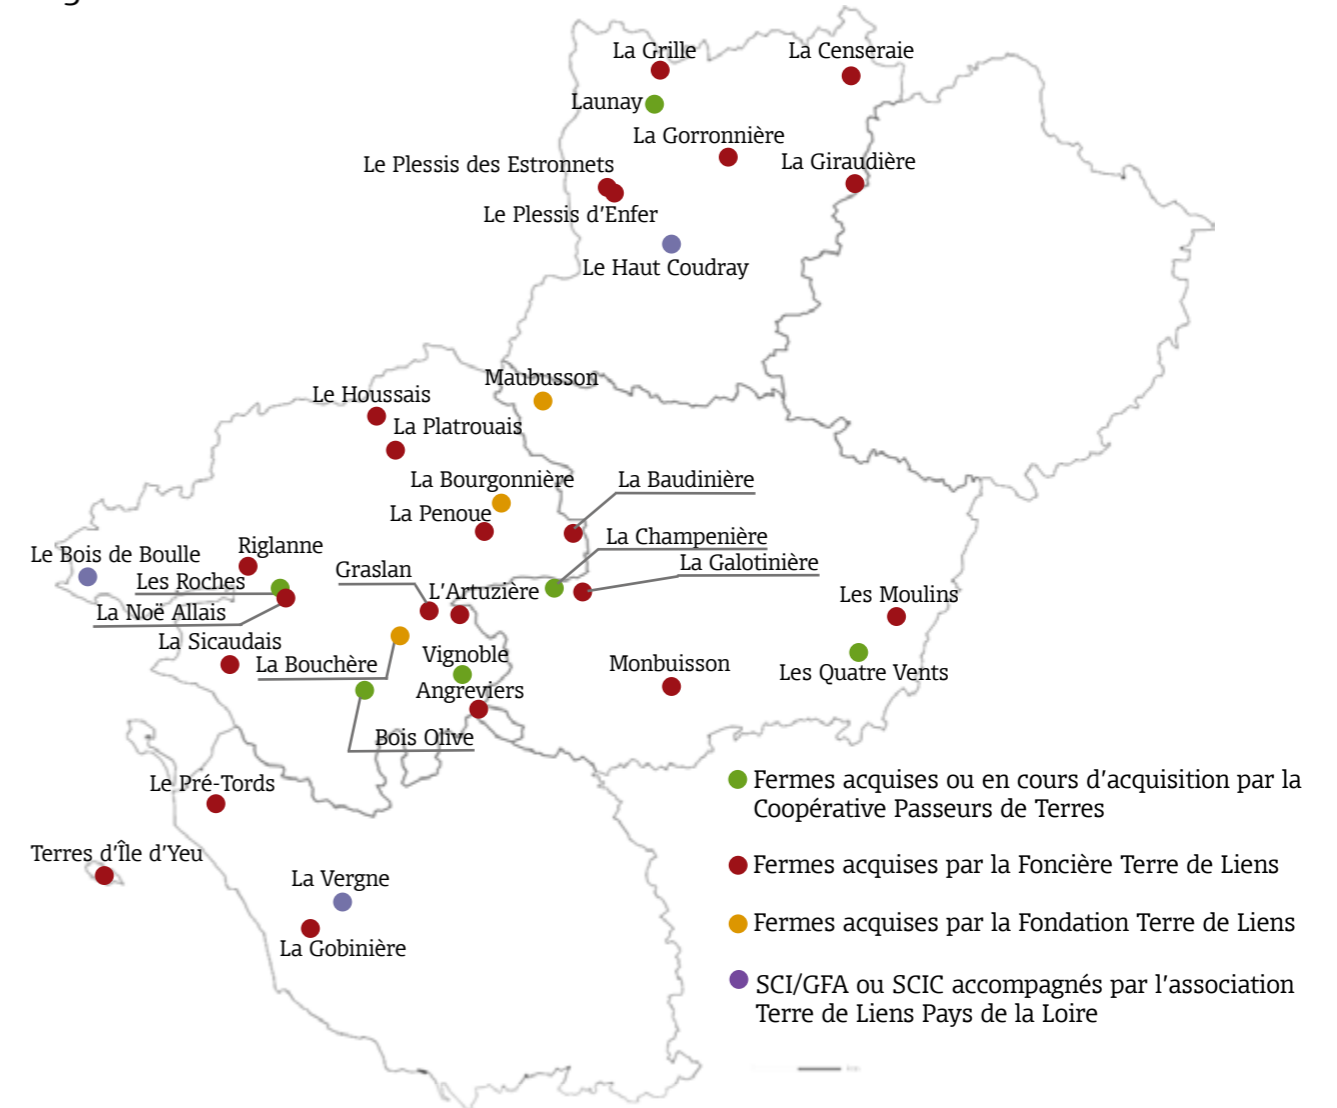 La Grille
La Censeraie
Launay
La Gorronnière
La Giraudière
Le Plessis des Estronnets
Le Plessis d'Enfer
Le Haut Coudray
Maubusson
Le Houssais
La Platrouais
La Bourgonnière
La Baudinière
La Penoue
La Champenière
Le Bois de Boulle
Riglanne
Graslan
La Galotinière
Les Roches
L'Artuzière
Les Moulins
La Noë Allais
La Sicaudais
La Bouchère
Vignoble
Monbuisson
Les Quatre Vents
Angreviers
Bois Olive
Le Pré-Tords
Terres d'Île d'Yeu
La Vergne
La Gobinière
Fermes acquises ou en cours d'acquisition par la
Coopérative Passeurs de Terres
Fermes acquises par la Foncière Terre de Liens
Fermes acquises par la Fondation Terre de Liens
SCI/GFA ou SCIC accompagnés par l'association
Terre de Liens Pays de la Loire